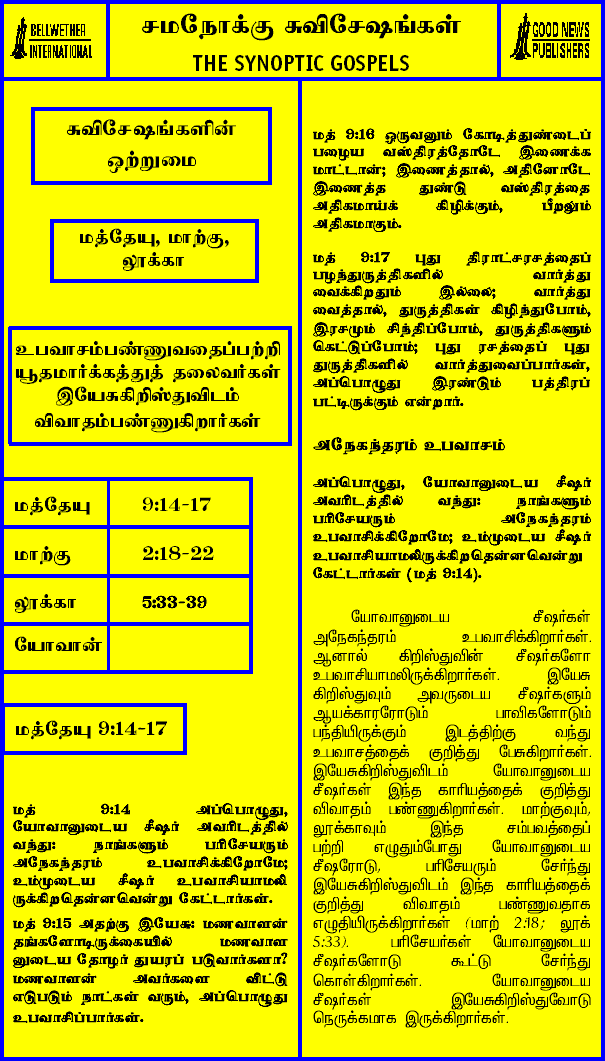 BELLWETHER
INTERNATIONAL
சமநோக்கு சுவிசேஷங்கள்
THE SYNOPTIC GOSPELS
GOOD NEWS
PUBLISHERS
சுவிசேஷங்களின்
ஒற்றுமை
மத்தேயு, மாற்கு,
லூக்கா
உபவாசம்பண்ணுவதைப்பற்றி
யூதமார்க்கத்துத் தலைவர்கள்
இயேசுகிறிஸ்துவிடம்
விவாதம்பண்ணுகிறார்கள்
மத்தேயு 9:14-17
மாற்கு 2:18-22
லூக்கா 5:33-39
யோவான்
மத்தேயு 9:14-17
மத் 9:14 அப்பொழுது,
யோவானுடைய சீஷர் அவரிடத்தில்
வந்து: நாங்களும் பரிசேயரும்
அநேகந்தரம் உபவாசிக்கிறோமே;
உம்முடைய சீஷர் உபவாசியாமலி
ருக்கிறதென்னவென்று கேட்டார்கள்.
மத் 9:15 அதற்கு இயேசு: மணவாளன்
தங்களோடிருக்கையில் மணவாள
னுடைய தோழர் துயரப் படுவார்களா?
மணவாளன் அவர்களை விட்டு
எடுபடும் நாட்கள் வரும், அப்பொழுது
உபவாசிப்பார்கள்.
மத் 9:16 ஒருவனும் கோடித்துண்டைப்
பழைய வஸ்திரத்தோடே இணைக்க
மாட்டான்; இணைத்தால், அதினோடே
இணைத்த துண்டு வஸ்திரத்தை
அதிகமாய்க் கிழிக்கும், பீறலும்
அதிகமாகும்.
மத் 9:17 புது திராட்சரசத்தைப்
பழந்துருத்திகளில் வார்த்து
வைக்கிறதும் இல்லை; வார்த்து
வைத்தால், துருத்திகள் கிழிந்துபோம்,
இரசமும் சிந்திப்போம், துருத்திகளும்
கெட்டுப்போம்; புது ரசத்தைப் புது
துருத்திகளில் வார்த்துவைப்பார்கள்,
அப்பொழுது இரண்டும் பத்திரப்
பட்டிருக்கும் என்றார்.
அநேகந்தரம் உபவாசம்
அப்பொழுது, யோவானுடைய சீஷர்
அவரிடத்தில் வந்து: நாங்களும்
பரிசேயரும் அநேகந்தரம்
உபவாசிக்கிறோமே; உம்முடைய சீஷர்
உபவாசியாமலிருக்கிறதென்னவென்று
கேட்டார்கள் (மத் 9:14).
யோவானுடைய சீஷர்கள்
அநேகந்தரம் உபவாசிக்கிறார்கள்.
ஆனால் கிறிஸ்துவின் சீஷர்களோ
உபவாசியாமலிருக்கிறார்கள். இயேசு
கிறிஸ்துவும் அவருடைய சீஷர்களும்
ஆயக்காரரோடும் பாவிகளோடும்
பந்தியிருக்கும் இடத்திற்கு வந்து
உபவாசத்தைக் குறித்து பேசுகிறார்கள்.
இயேசுகிறிஸ்துவிடம் யோவானுடைய
சீஷர்கள் இந்த காரியத்தைக் குறித்து
விவாதம் பண்ணுகிறார்கள். மாற்குவும்,
லூக்காவும் இந்த சம்பவத்தைப்
பற்றி எழுதும்போது யோவானுடைய
சீஷரோடு, பரிசேயரும் சேர்ந்து
இயேசுகிறிஸ்துவிடம் இந்த காரியத்தைக்
குறித்து விவாதம் பண்ணுவதாக
எழுதியிருக்கிறார்கள் (மாற் 2:18; லூக்
5:33). பரிசேயர்கள் யோவானுடைய
சீஷர்களோடு கூட்டு சேர்ந்து
கொள்கிறார்கள். யோவானுடைய
சீஷர்கள் இயேசுகிறிஸ்துவோடு
நெருக்கமாக இருக்கிறார்கள்.